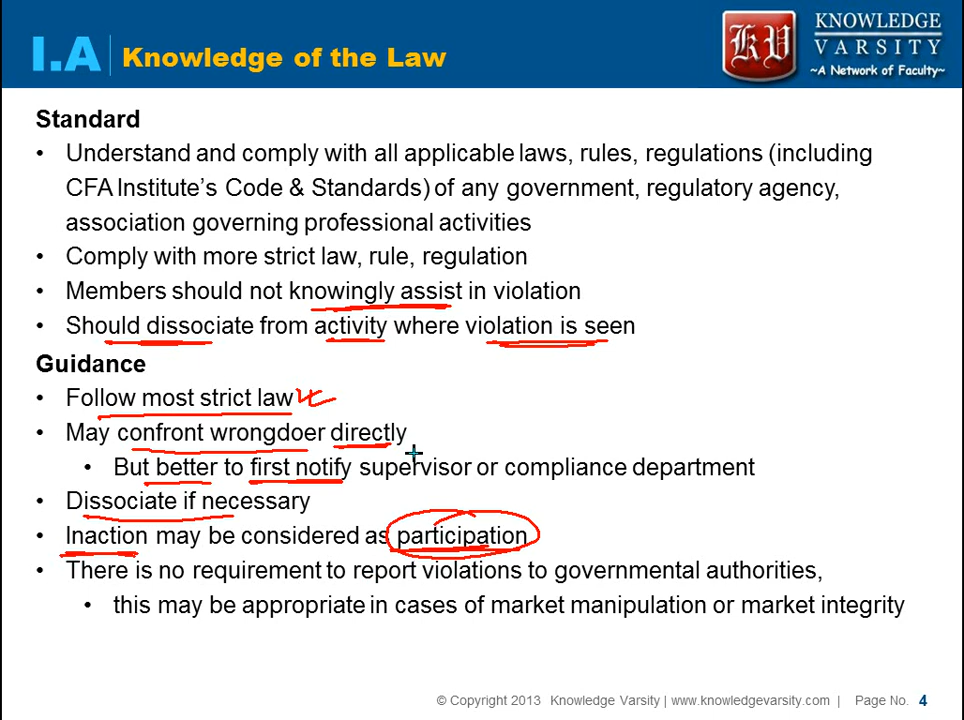 I.A Knowledge of the Law
KV
KNOWLEDGE
VARSITY
~A Network of Faculty~
Standard
• Understand and comply with all applicable laws, rules, regulations (including
CFA Institute's Code & Standards) of any government, regulatory agency,
association governing professional activities
• Comply with more strict law, rule, regulation
• Members should not knowingly assist in violation
• Should dissociate from activity where violation is seen
Guidance
• Follow most strict law
• May confront wrongdoer directly
• But better to first notify supervisor or compliance department
• Dissociate if necessary
• Inaction may be considered as participation
• There is no requirement to report violations to governmental authorities,
• this may be appropriate in cases of market manipulation or market integrity
© Copyright 2013 Knowledge Varsity | www.knowledgevarsity.com | Page No. 4